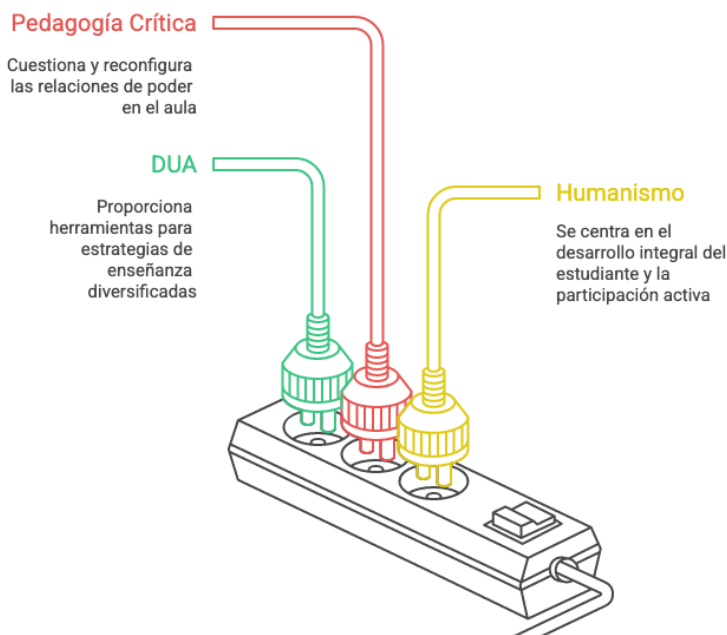 Pedagogía Crítica
Cuestiona y reconfigura
las relaciones de poder
en el aula
DUA
Proporciona
herramientas para
estrategias de
enseñanza
diversificadas
Humanismo
Se centra en el
desarrollo integral del
estudiante y la
participación activa